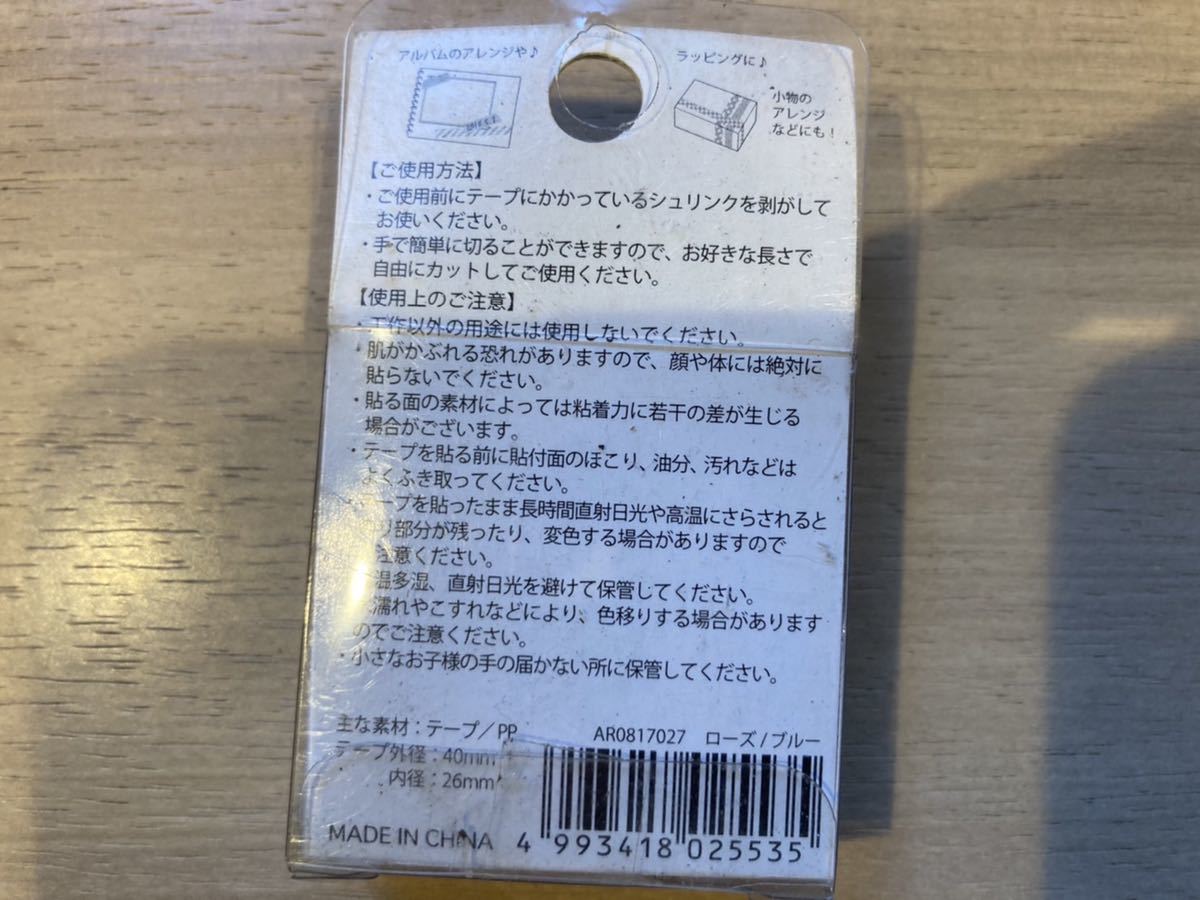 アルバムのアレンジや♪
ラッピングに♪
小物の
アレンジ
などにも!
【ご使用方法】
・ご使用前にテープにかかっているシュリンクを剥がして
お使いください。
・手で簡単に切ることができますので、お好きな長さで
自由にカットしてご使用ください。
【使用上のご注意】
・工作以外の用途には使用しないでください。
・肌がかぶれる恐れがありますので、顔や体には絶対に
貼らないでください。
・貼る面の素材によっては粘着力に若干の差が生じる
場合がございます。
・テープを貼る前に貼付面のほこり、油分、汚れなどは
よくふき取ってください。
テープを貼ったまま長時間直射日光や高温にさらされると
り部分が残ったり、変色する場合がありますので
注意ください。
温多湿、直射日光を避けて保管してください。
濡れやこすれなどにより、色移りする場合があります
のでご注意ください。
・小さなお子様の手の届かない所に保管してください。
主な素材:テープ/PP
AR0817027 ローズ/ブルー
テープ外径:40mm
内径:26mm
MADE IN CHINA
4 993418 025535